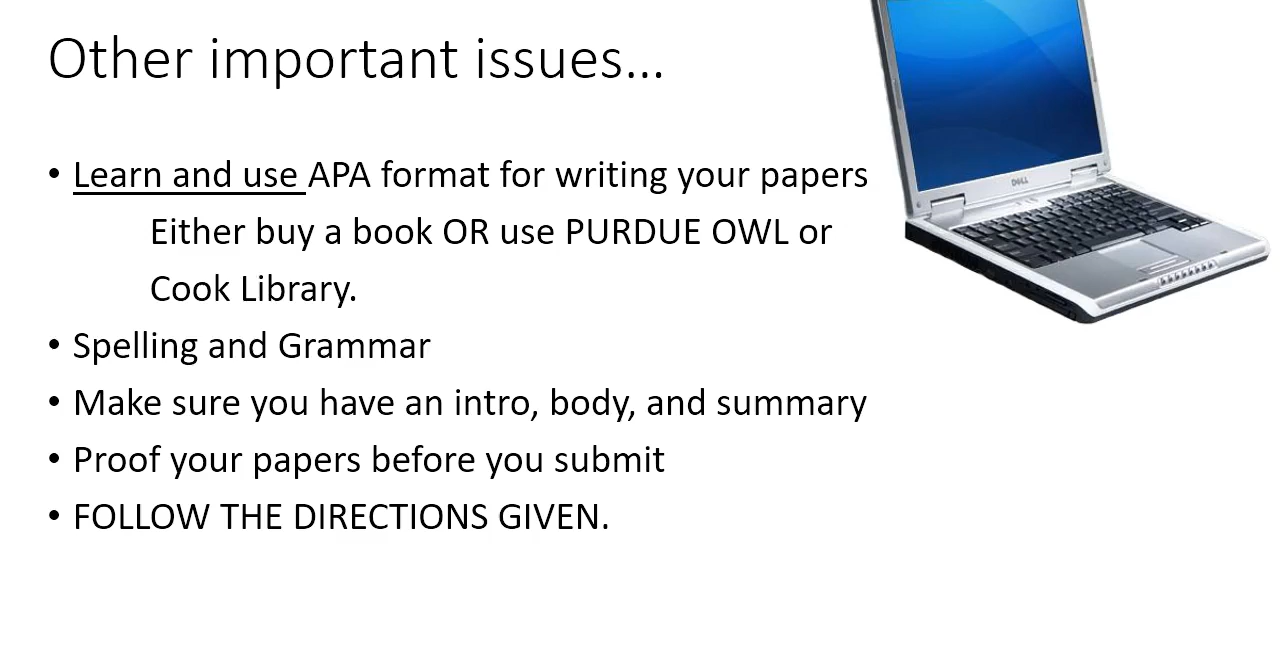 Other important issues...
• Learn and use APA format for writing your papers
Either buy a book OR use PURDUE OWL or
Cook Library.
• Spelling and Grammar
• Make sure you have an intro, body, and summary
• Proof your papers before you submit
• FOLLOW THE DIRECTIONS GIVEN.
DELL